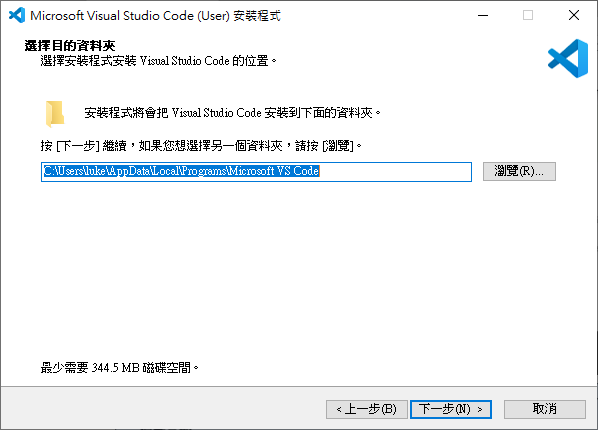 Microsoft Visual Studio Code (User) 安裝程式
選擇目的資料夾
選擇安裝程式安裝 Visual Studio Code 的位置。
安裝程式將會把 Visual Studio Code 安裝到下面的資料夾。
按 [下一步] 繼續，如果您想選擇另一個資料夾，請按 [瀏覽]。
C:\Users\luke\AppData\Local\Programs\Microsoft VS Code
瀏覽(R)...
最少需要 344.5 MB 磁碟空間。
< 上一步(B)
下一步(N) >
取消